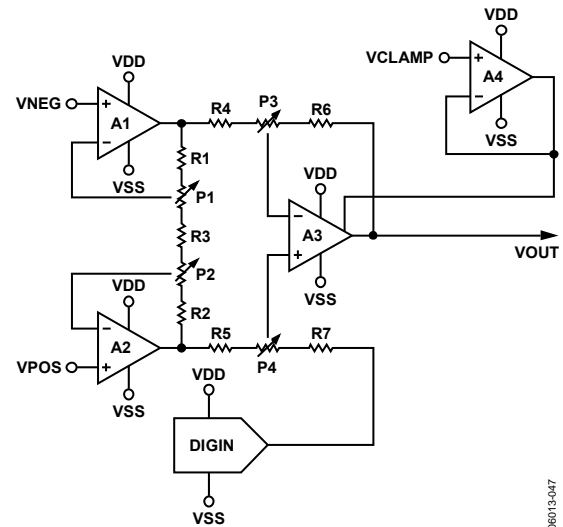 VDD
VCLAMP
+
A4
−
VSS
VDD
VNEG
+
A1
−
VSS
R4
P3
R6
R1
P1
R3
P2
R2
VDD
−
A3
+
VSS
VOUT
VDD
−
A2
VPOS
+
VSS
R5
P4
R7
VDD
DIGIN
VSS
06013-047